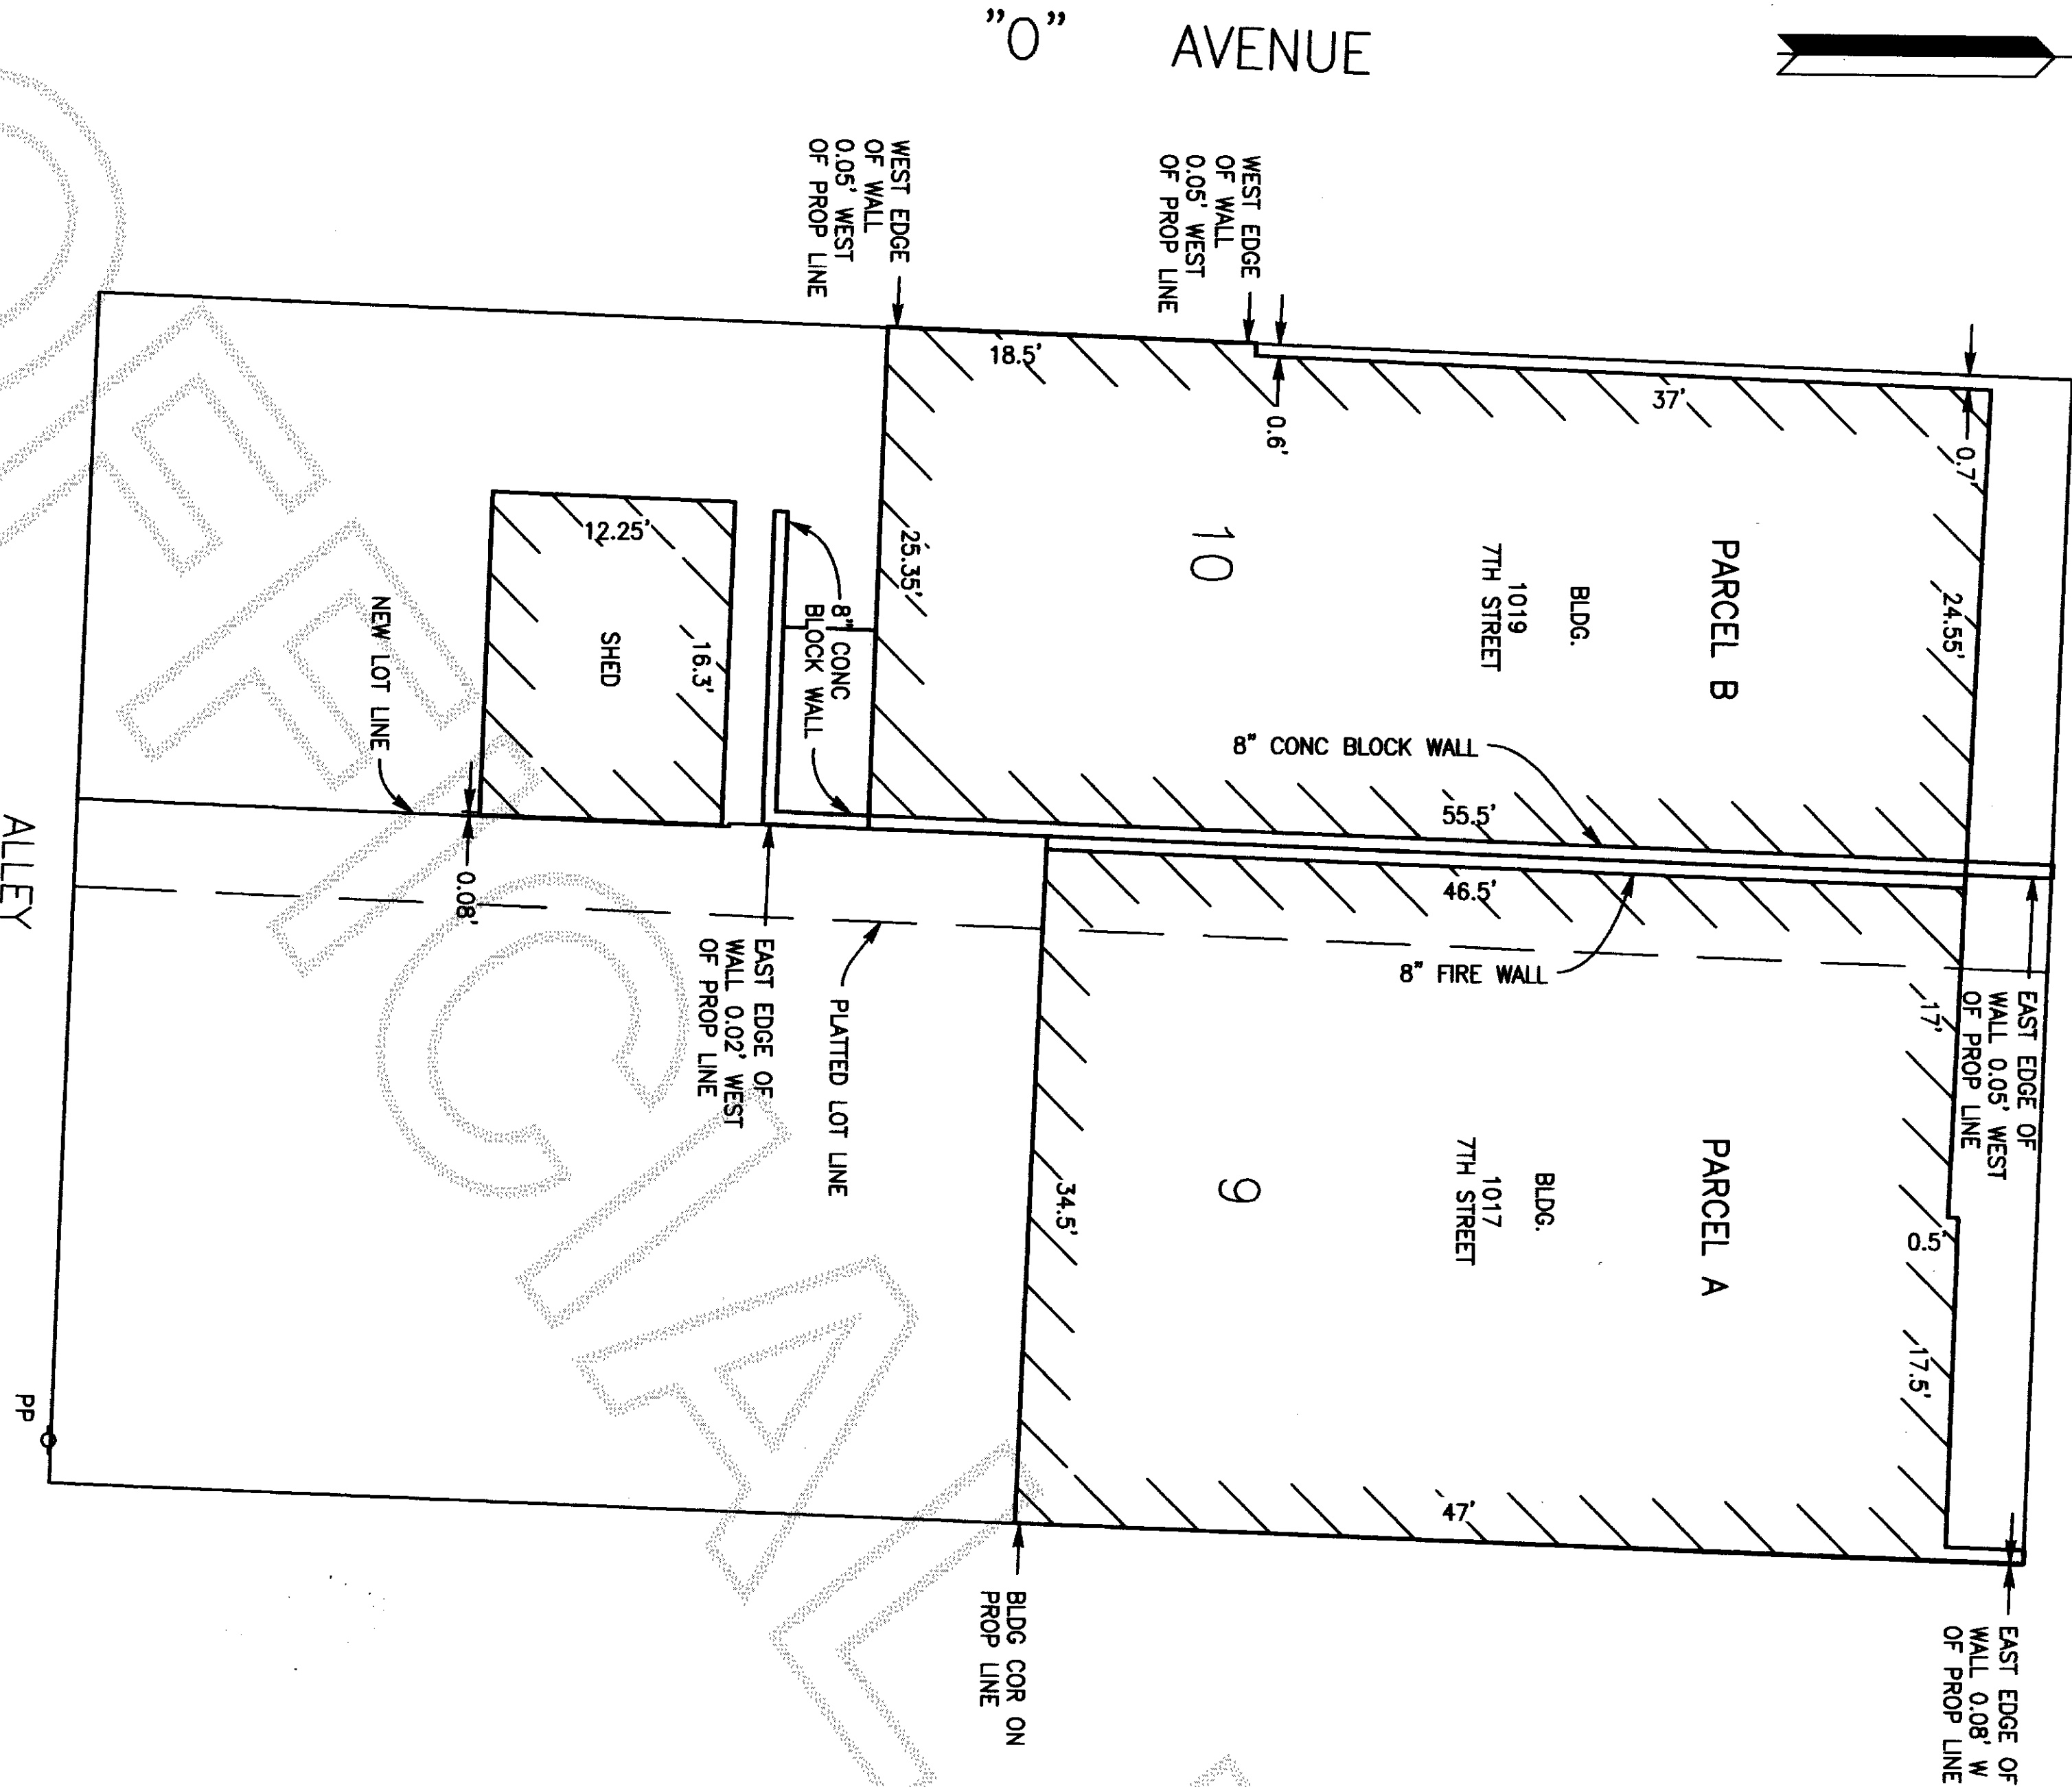 "O" AVENUE
WEST EDGE
OF WALL
0.05' WEST
OF PROP LINE
WEST EDGE
OF WALL
0.05' WEST
OF PROP LINE
18.5'
37'
0.6'
0.7'
24.55'
25.35'
PARCEL B
BLDG.
1019
7TH STREET
10
8" CONC BLOCK WALL
55.5'
46.5'
8" FIRE WALL
8" CONC
BLOCK WALL
12.25'
16.3'
SHED
NEW LOT LINE
0.08'
EAST EDGE OF
WALL 0.02' WEST
OF PROP LINE
PLATTED LOT LINE
EAST EDGE OF
WALL 0.05' WEST
OF PROP LINE
17'
0.5'
17.5'
PARCEL A
BLDG.
1017
7TH STREET
9
34.5'
47'
BLDG COR ON
PROP LINE
EAST EDGE OF
WALL 0.08' W
OF PROP LINE
ALLEY
PP
OFFICIAL